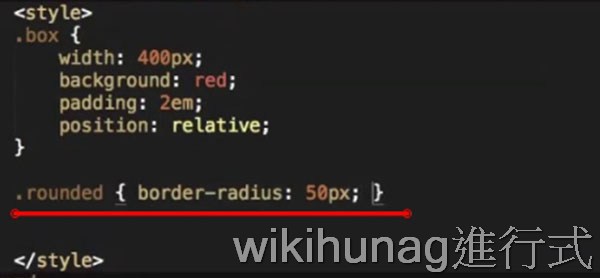 <style>
.box {
    width: 400px;
    background: red;
    padding: 2em;
    position: relative;
}
.rounded { border-radius: 50px; }
</style>
wikihunag進行式